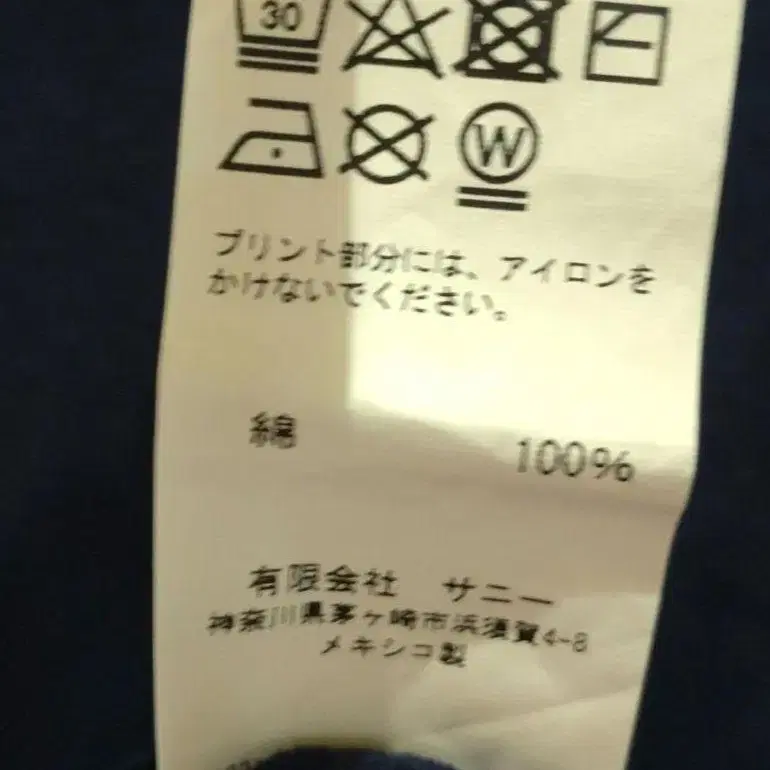 30
W
プリント部分には、アイロンを
かけないでください。
綿 100%
有限会社 サニー
神奈川県茅ヶ崎市浜須賀4-8
メキシコ製